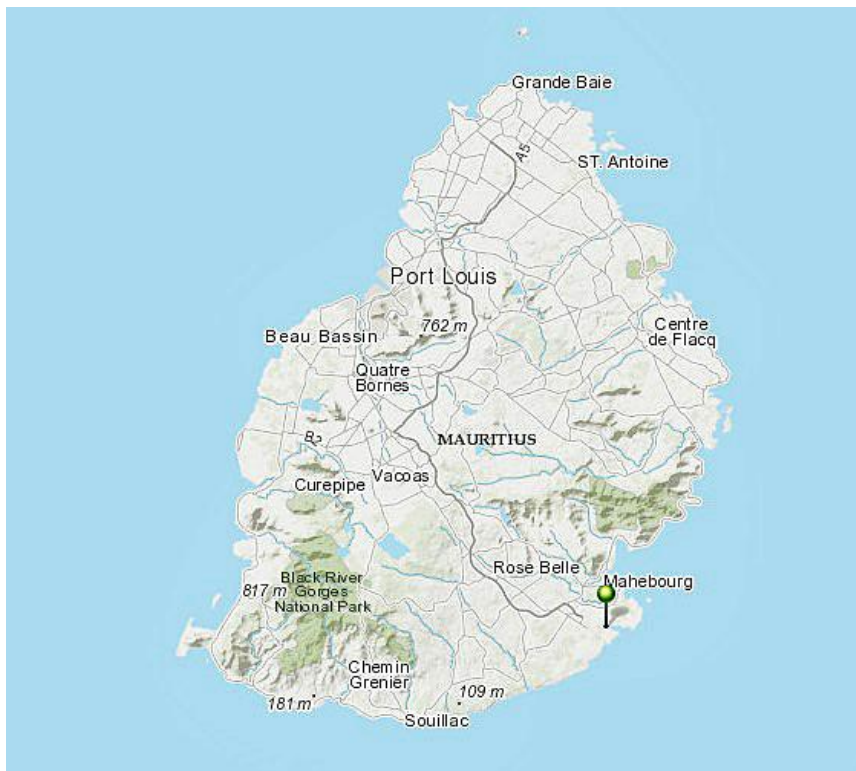 Grande Baie
A5
ST. Antoine
Port Louis
762 m
Centre
de Flacq
Beau Bassin
Quatre
Bornes
MAURITIUS
Vacoas
Curepipe
Rose Belle
Mahebourg
Black River
Gorges
National Park
817 m
Chemin
Grenier
181 m
109 m
Souillac